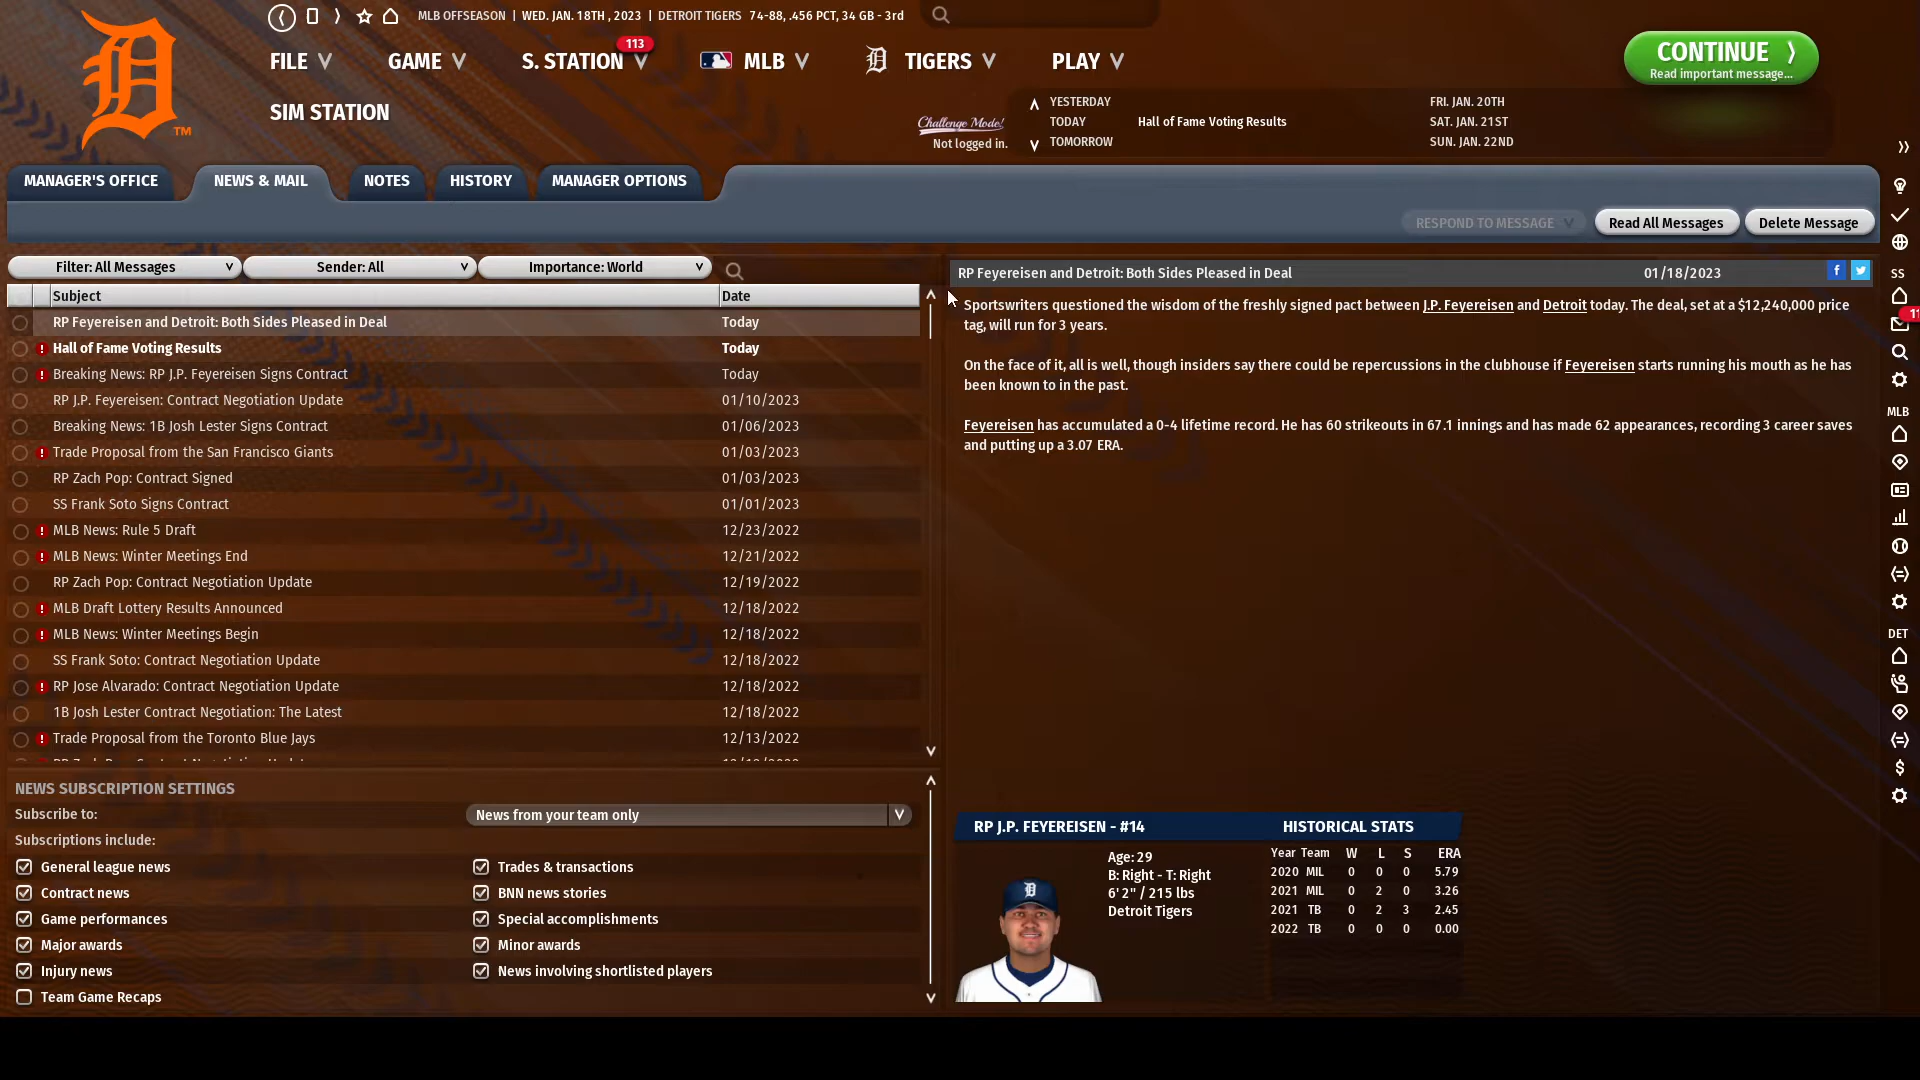 MLB OFFSEASON | WED. JAN. 18TH , 2023 | DETROIT TIGERS 74-88, .456 PCT, 34 GB - 3rd
113
FILE GAME S. STATION MLB TIGERS PLAY
CONTINUE
Read important message...
TM
SIM STATION
Challenge Mode!
Not logged in.
YESTERDAY
TODAY Hall of Fame Voting Results
TOMORROW
FRI. JAN. 20TH
SAT. JAN. 21ST
SUN. JAN. 22ND
MANAGER'S OFFICE NEWS & MAIL NOTES HISTORY MANAGER OPTIONS
RESPOND TO MESSAGE Read All Messages Delete Message
Filter: All Messages Sender: All Importance: World
Subject Date
RP Feyereisen and Detroit: Both Sides Pleased in Deal Today
Hall of Fame Voting Results Today
Breaking News: RP J.P. Feyereisen Signs Contract Today
RP J.P. Feyereisen: Contract Negotiation Update 01/10/2023
Breaking News: 1B Josh Lester Signs Contract 01/06/2023
Trade Proposal from the San Francisco Giants 01/03/2023
RP Zach Pop: Contract Signed 01/03/2023
SS Frank Soto Signs Contract 01/01/2023
MLB News: Rule 5 Draft 12/23/2022
MLB News: Winter Meetings End 12/21/2022
RP Zach Pop: Contract Negotiation Update 12/19/2022
MLB Draft Lottery Results Announced 12/18/2022
MLB News: Winter Meetings Begin 12/18/2022
SS Frank Soto: Contract Negotiation Update 12/18/2022
RP Jose Alvarado: Contract Negotiation Update 12/18/2022
1B Josh Lester Contract Negotiation: The Latest 12/18/2022
Trade Proposal from the Toronto Blue Jays 12/13/2022
NEWS SUBSCRIPTION SETTINGS
Subscribe to: News from your team only
Subscriptions include:
General league news Trades & transactions
Contract news BNN news stories
Game performances Special accomplishments
Major awards Minor awards
Injury news News involving shortlisted players
Team Game Recaps
RP Feyereisen and Detroit: Both Sides Pleased in Deal 01/18/2023
Sportswriters questioned the wisdom of the freshly signed pact between J.P. Feyereisen and Detroit today. The deal, set at a $12,240,000 price
tag, will run for 3 years.
On the face of it, all is well, though insiders say there could be repercussions in the clubhouse if Feyereisen starts running his mouth as he has
been known to in the past.
Feyereisen has accumulated a 0-4 lifetime record. He has 60 strikeouts in 67.1 innings and has made 62 appearances, recording 3 career saves
and putting up a 3.07 ERA.
RP J.P. FEYEREISEN - #14 HISTORICAL STATS
Age: 29
B: Right - T: Right
6' 2" / 215 lbs
Detroit Tigers
Year Team W L S ERA
2020 MIL 0 0 0 5.79
2021 MIL 0 2 0 3.26
2021 TB 0 2 3 2.45
2022 TB 0 0 0 0.00
SS
MLB
DET